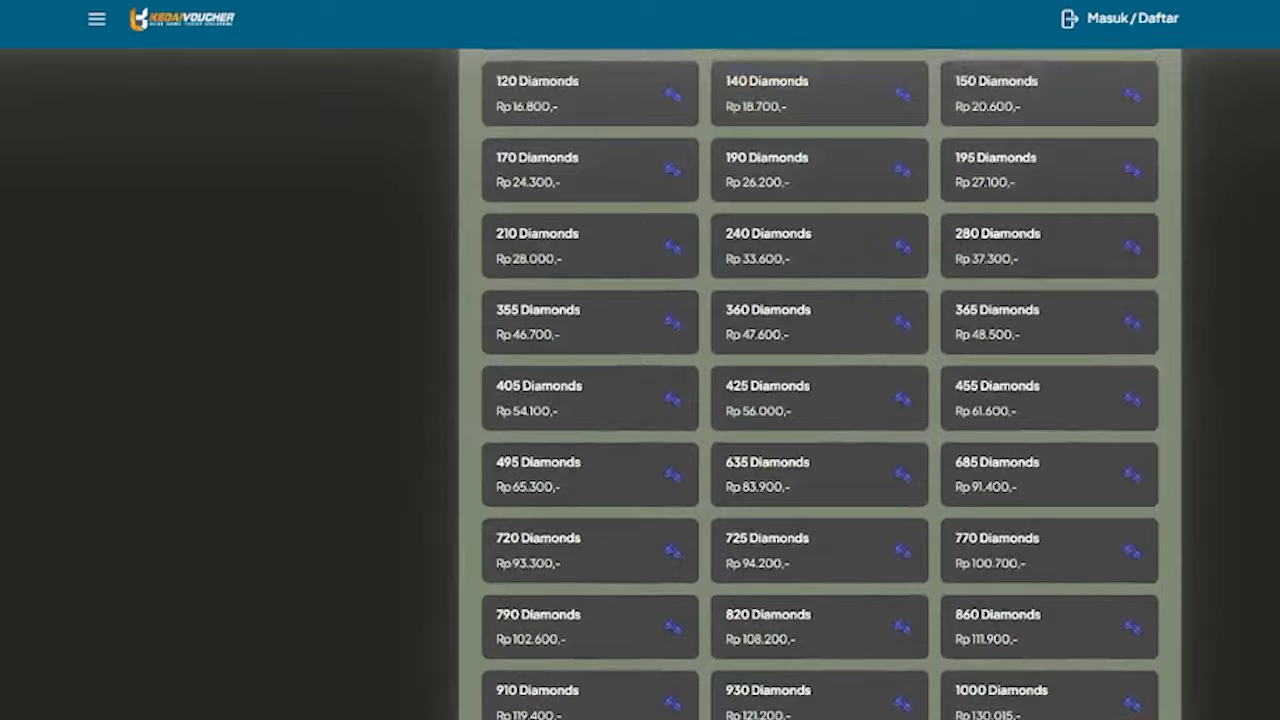 KEDAIVOUCHER
Masuk / Daftar
120 Diamonds
Rp 16.800,-
140 Diamonds
Rp 18.700,-
150 Diamonds
Rp 20.600,-
170 Diamonds
Rp 24.300,-
190 Diamonds
Rp 26.200,-
195 Diamonds
Rp 27.100,-
210 Diamonds
Rp 28.000,-
240 Diamonds
Rp 33.600,-
280 Diamonds
Rp 37.300,-
355 Diamonds
Rp 46.700,-
360 Diamonds
Rp 47.600,-
365 Diamonds
Rp 48.500,-
405 Diamonds
Rp 54.100,-
425 Diamonds
Rp 56.000,-
455 Diamonds
Rp 61.600,-
495 Diamonds
Rp 65.300,-
635 Diamonds
Rp 83.900,-
685 Diamonds
Rp 91.400,-
720 Diamonds
Rp 93.300,-
725 Diamonds
Rp 94.200,-
770 Diamonds
Rp 100.700,-
790 Diamonds
Rp 102.600,-
820 Diamonds
Rp 108.200,-
860 Diamonds
Rp 111.900,-
910 Diamonds
Rp 119.400,-
930 Diamonds
Rp 121.200,-
1000 Diamonds
Rp 130.015,-